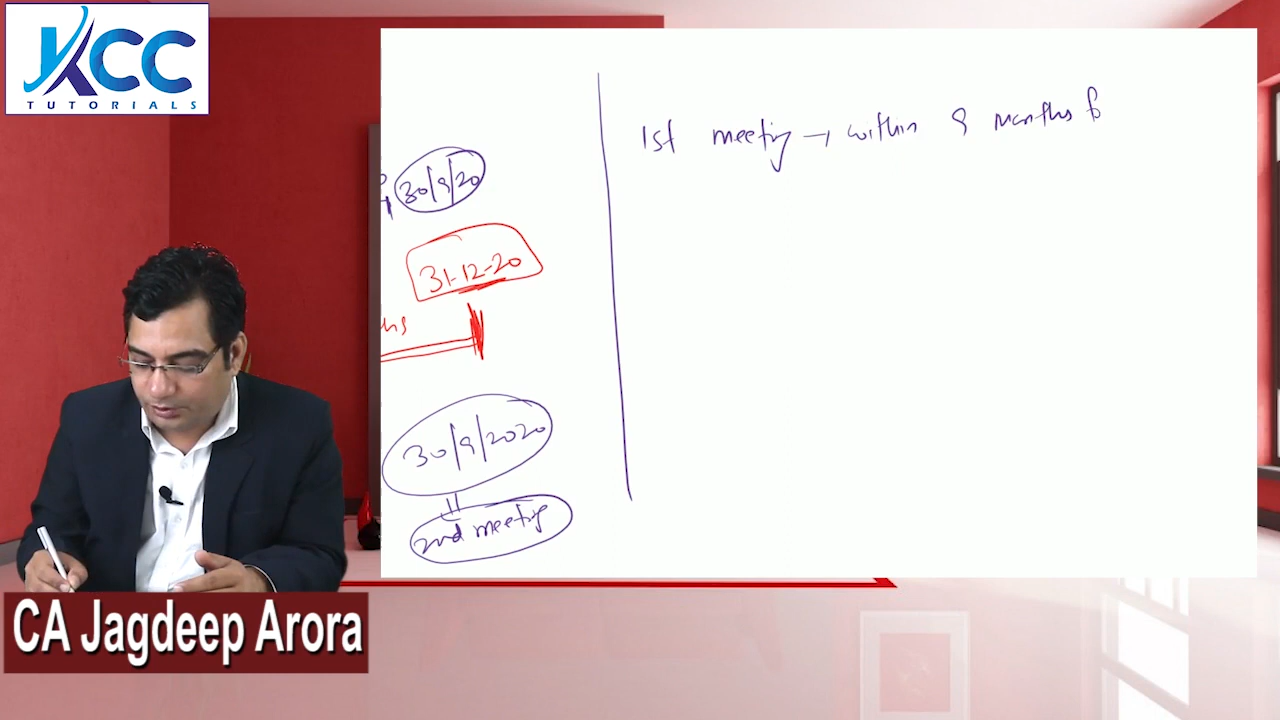 KCC
TUTORIALS
1st meeting → within 9 months f
30/9/20
31-12-20
30/9/2020
2nd meeting
CA Jagdeep Arora